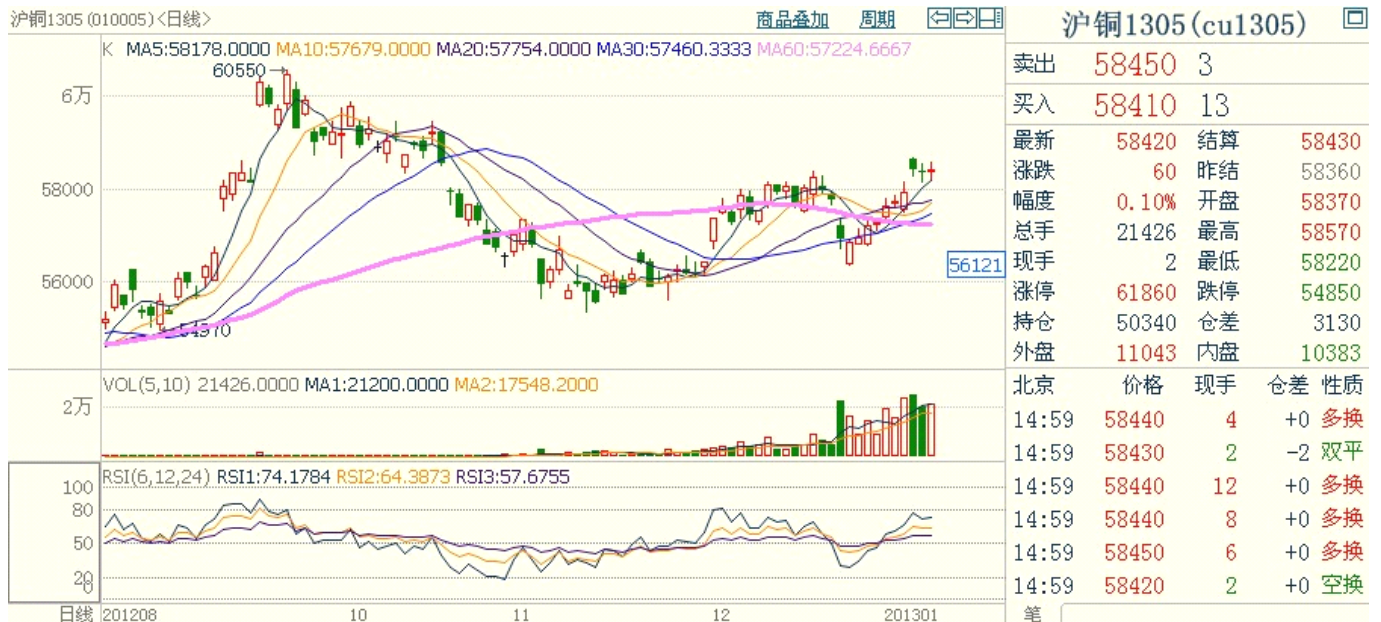 沪铜1305(010005)<日线>
商品叠加 周期
K MA5:58178.0000 MA10:57679.0000 MA20:57754.0000 MA30:57460.3333 MA60:57224.6667
60550
6万
58000
56000
56121
54970
VOL(5,10) 21426.0000 MA1:21200.0000 MA2:17548.2000
2万
RSI(6,12,24) RSI1:74.1784 RSI2:64.3873 RSI3:57.6755
100
80
50
20
0
日线 201208 10 11 12 201301
沪铜1305(cu1305)
卖出 58450 3
买入 58410 13
最新 58420 结算 58430
涨跌 60 昨结 58360
幅度 0.10% 开盘 58370
总手 21426 最高 58570
现手 2 最低 58220
涨停 61860 跌停 54850
持仓 50340 仓差 3130
外盘 11043 内盘 10383
北京 价格 现手 仓差 性质
14:59 58440 4 +0 多换
14:59 58430 2 -2 双平
14:59 58440 12 +0 多换
14:59 58440 8 +0 多换
14:59 58450 6 +0 多换
14:59 58420 2 +0 空换
笔